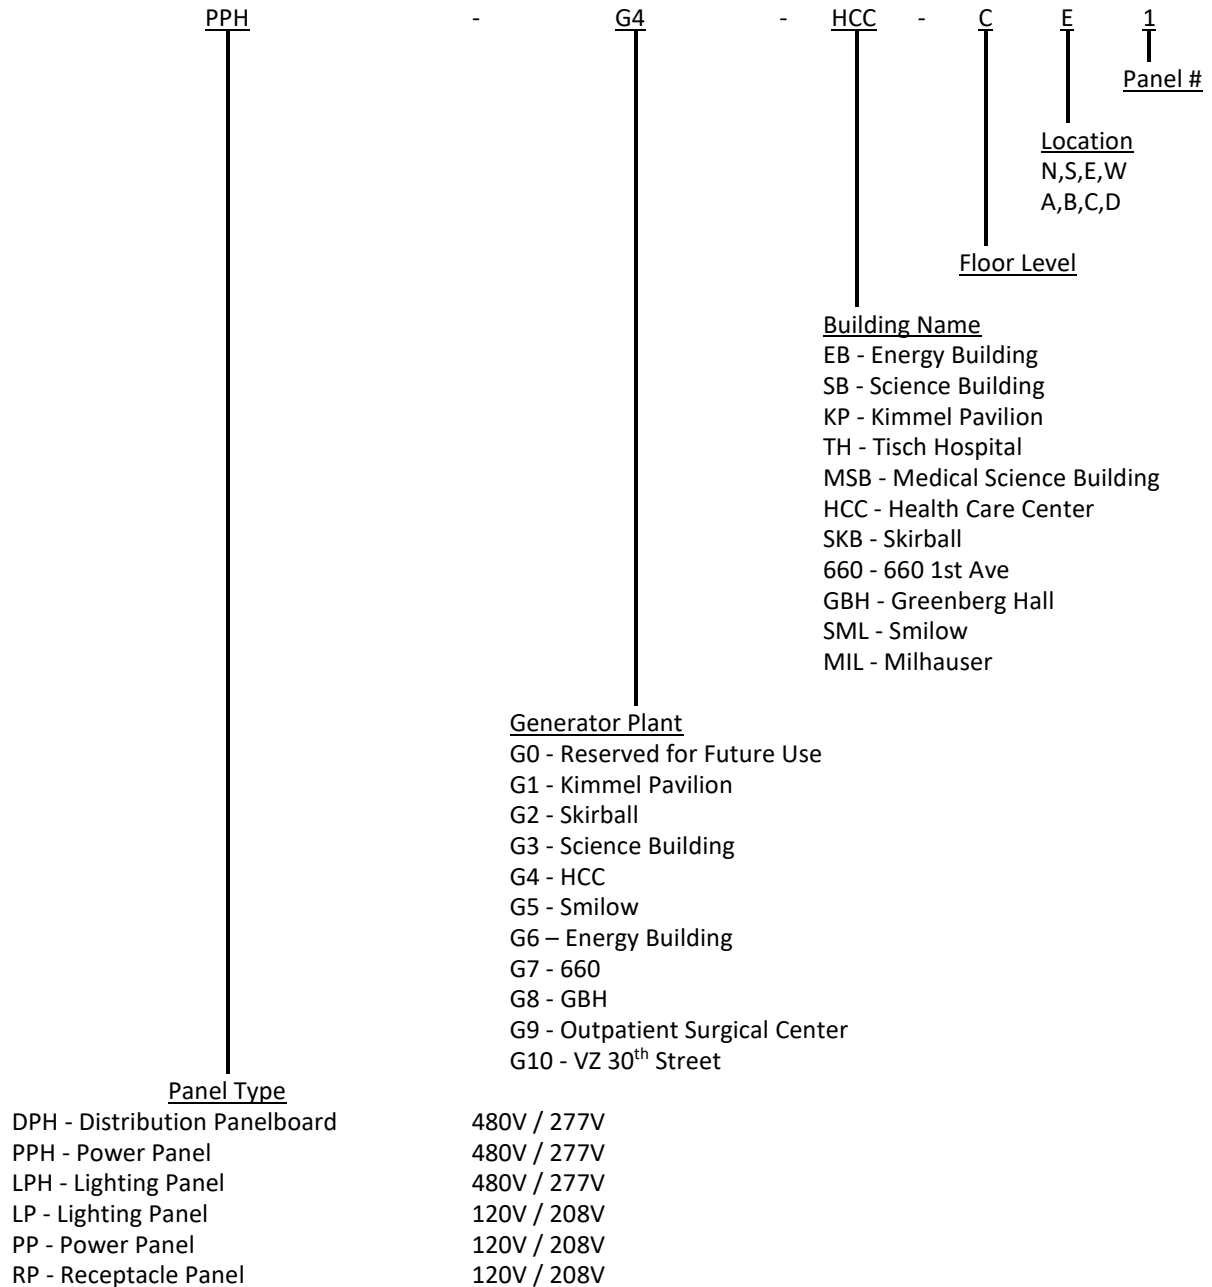 PPH - G4 - HCC - C E 1
Panel #
Location
N,S,E,W
A,B,C,D
Floor Level
Building Name
EB - Energy Building
SB - Science Building
KP - Kimmel Pavilion
TH - Tisch Hospital
MSB - Medical Science Building
HCC - Health Care Center
SKB - Skirball
660 - 660 1st Ave
GBH - Greenberg Hall
SML - Smilow
MIL - Milhauser
Generator Plant
G0 - Reserved for Future Use
G1 - Kimmel Pavilion
G2 - Skirball
G3 - Science Building
G4 - HCC
G5 - Smilow
G6 – Energy Building
G7 - 660
G8 - GBH
G9 - Outpatient Surgical Center
G10 - VZ 30th Street
Panel Type
DPH - Distribution Panelboard 480V / 277V
PPH - Power Panel 480V / 277V
LPH - Lighting Panel 480V / 277V
LP - Lighting Panel 120V / 208V
PP - Power Panel 120V / 208V
RP - Receptacle Panel 120V / 208V